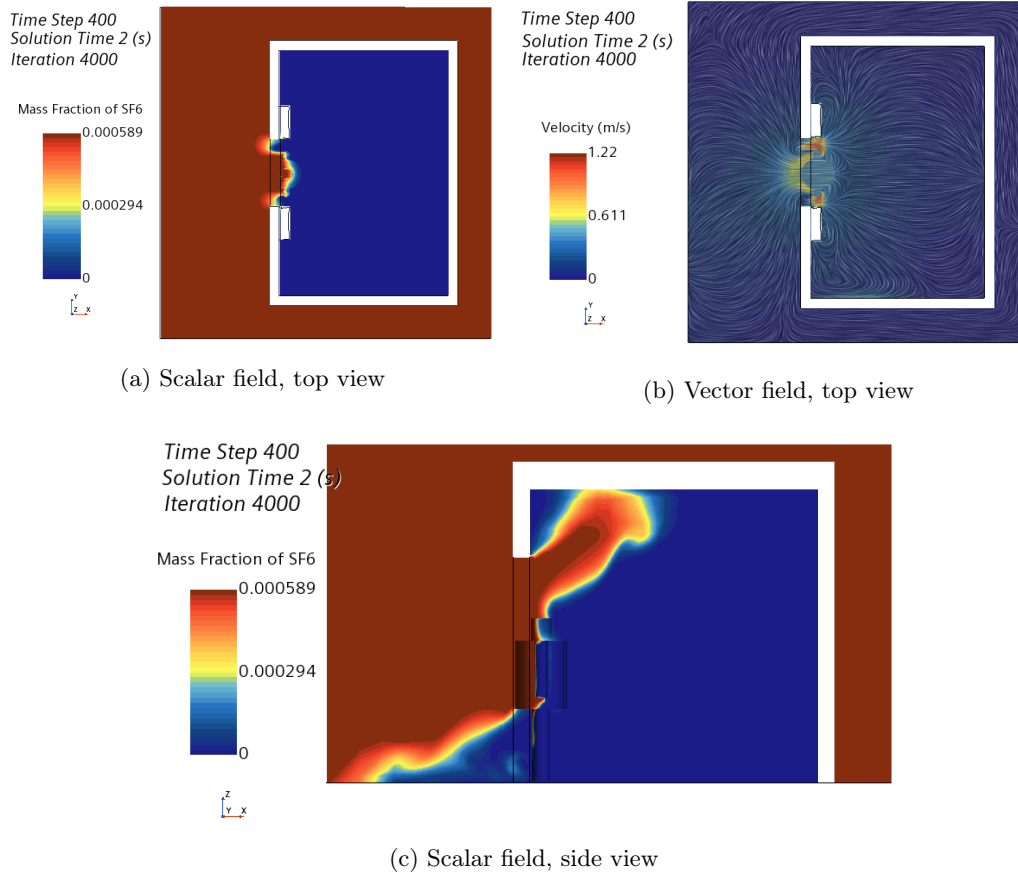 Time Step 400
Solution Time 2 (s)
Iteration 4000
Mass Fraction of SF6
0.000589
0.000294
0
Y
Z X
(a) Scalar field, top view
Time Step 400
Solution Time 2 (s)
Iteration 4000
Velocity (m/s)
1.22
0.611
0
Y
Z X
(b) Vector field, top view
Time Step 400
Solution Time 2 (s)
Iteration 4000
Mass Fraction of SF6
0.000589
0.000294
0
Z
Y X
(c) Scalar field, side view